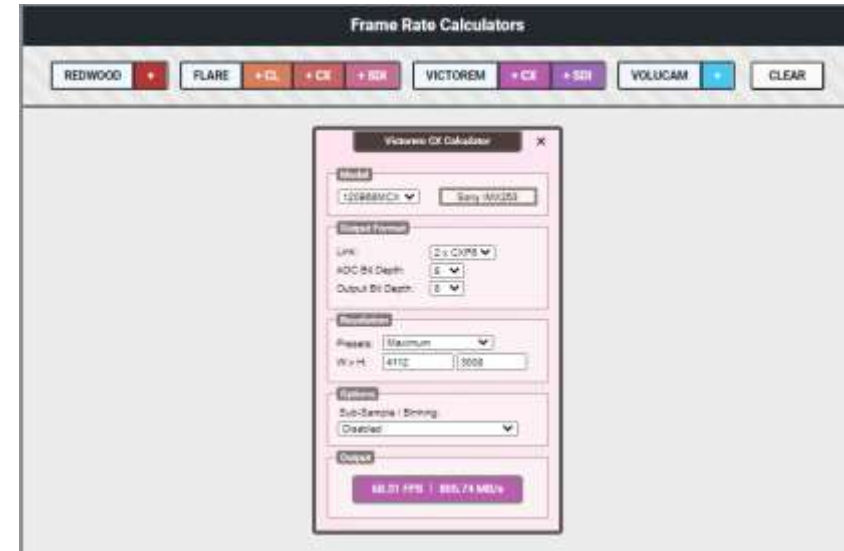 Frame Rate Calculators
REDWOOD + FLARE + CL + CX + SDI VICTOREM + CX + SDI VOLUCAM + CLEAR
Victorem CX Calculator ×
Model
Sony IMX253
Output Format
Link:
ADC Bit Depth:
8
Output Bit Depth:
8
Resolution
Presets: Maximum
W x H: 4112
Options
Sub-Sample / Binning:
Disabled
Output